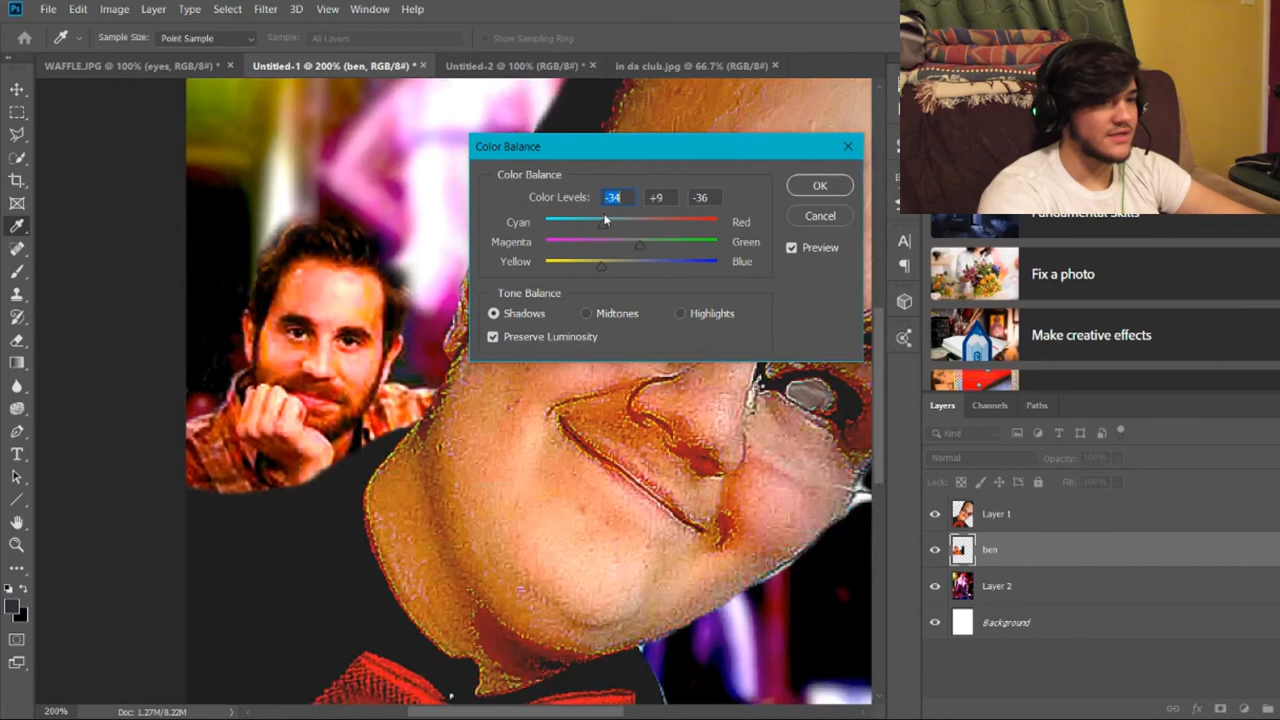 Ps File Edit Image Layer Type Select Filter 3D View Window Help
Sample Size: Point Sample Sample: All Layers Show Sampling Ring
WAFFLE.JPG @ 100% (eyes, RGB/8#) * Untitled-1 @ 200% (ben, RGB/8#) * Untitled-2 @ 100% (RGB/8#) * in da club.jpg @ 66.7% (RGB/8#)
Color Balance
Color Balance
Color Levels: -34 +9 -36
Cyan Red
Magenta Green
Yellow Blue
OK
Cancel
Preview
Tone Balance
Shadows Midtones Highlights
Preserve Luminosity
Fundamental Skills
Fix a photo
Make creative effects
Layers Channels Paths
Kind
Normal Opacity: 100%
Lock: Fill: 100%
Layer 1
ben
Layer 2
Background
200% Doc: 1.27M/8.22M